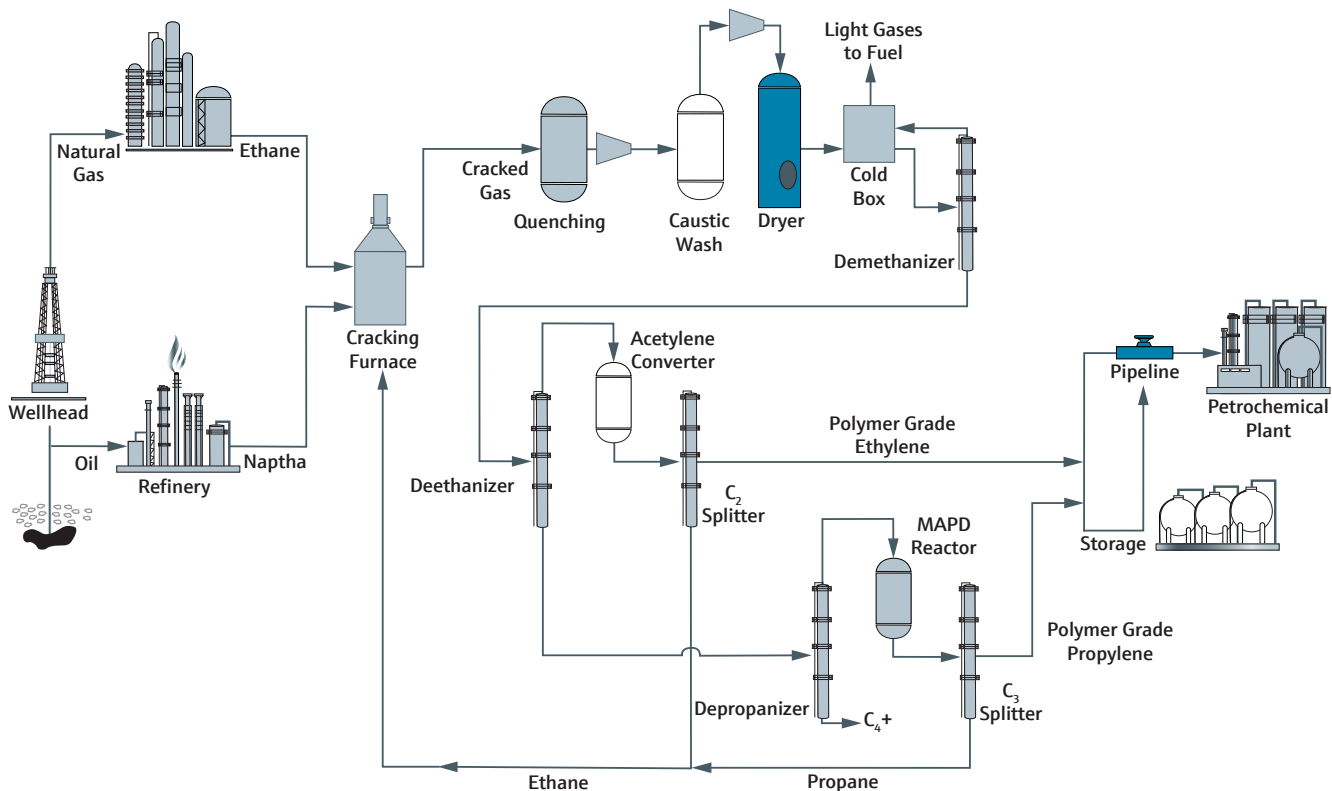 Light Gases
to Fuel
Natural
Gas
Ethane
Cracked
Gas
Quenching
Caustic
Wash
Dryer
Cold
Box
Demethanizer
Cracking
Furnace
Wellhead
Oil
Refinery
Naptha
Acetylene
Converter
Deethanizer
C₂
Splitter
Polymer Grade
Ethylene
Pipeline
Petrochemical
Plant
Storage
MAPD
Reactor
Depropanizer
C₄+
C₃
Splitter
Polymer Grade
Propylene
Ethane
Propane